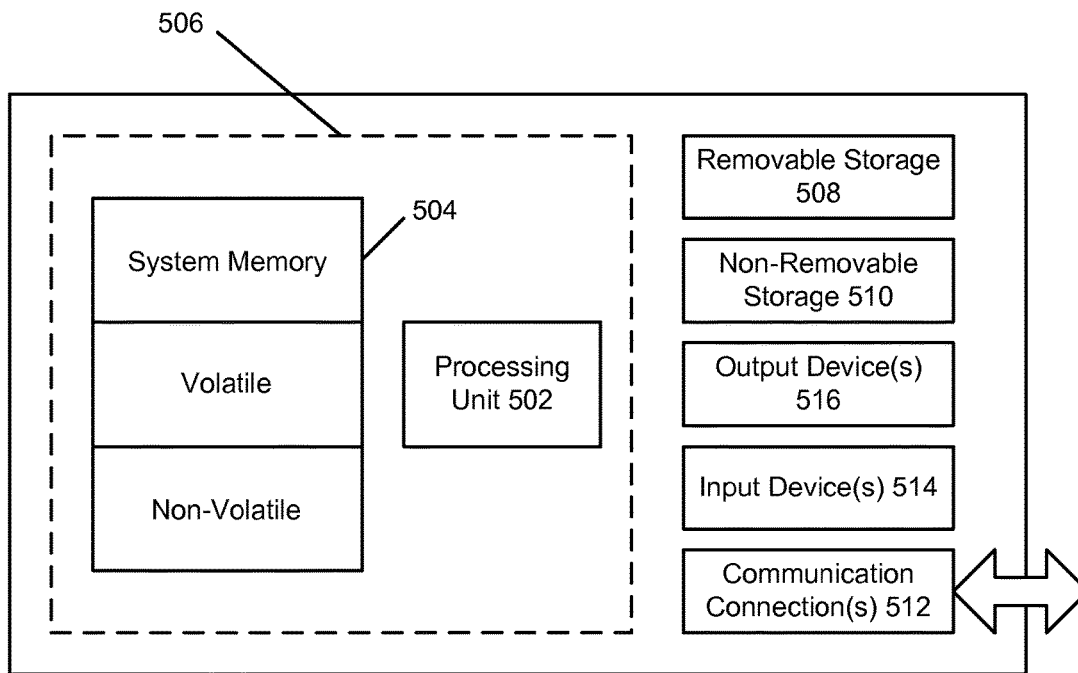 506
504
System Memory
Volatile
Non-Volatile
Processing
Unit 502
Removable Storage
508
Non-Removable
Storage 510
Output Device(s)
516
Input Device(s) 514
Communication
Connection(s) 512